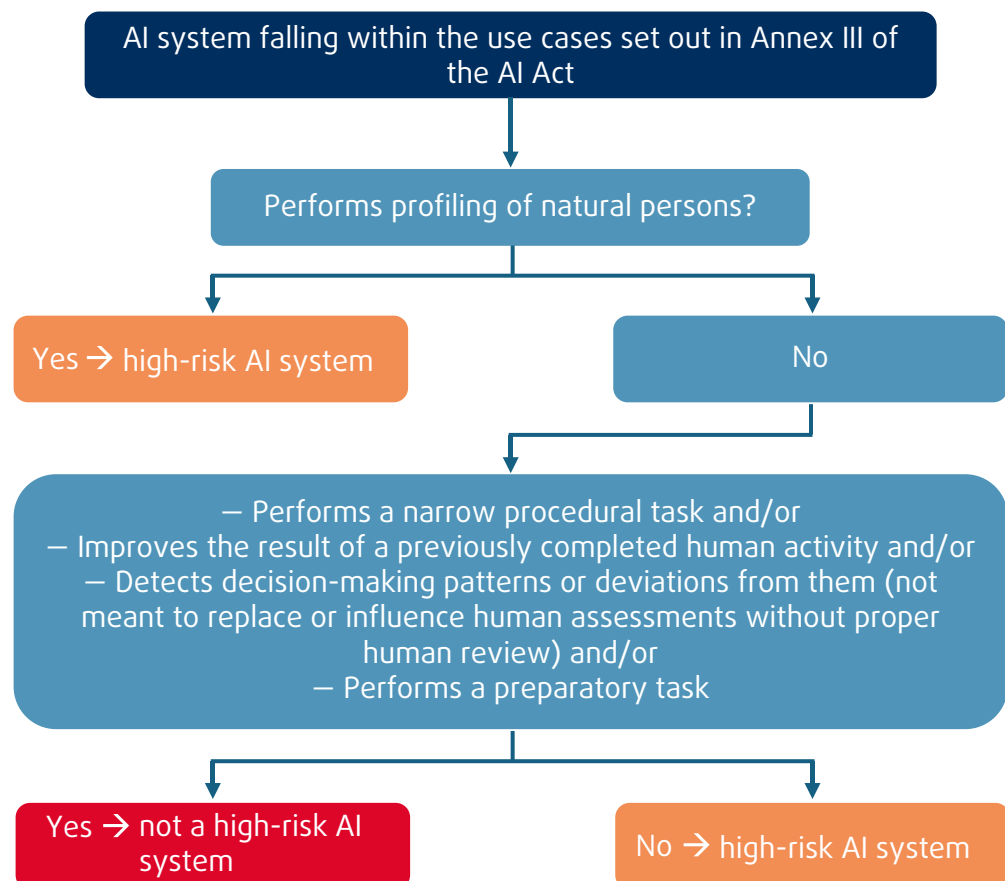 AI system falling within the use cases set out in Annex III of
the AI Act
Performs profiling of natural persons?
Yes → high-risk AI system
No
— Performs a narrow procedural task and/or
— Improves the result of a previously completed human activity and/or
— Detects decision-making patterns or deviations from them (not
meant to replace or influence human assessments without proper
human review) and/or
— Performs a preparatory task
Yes → not a high-risk AI
system
No → high-risk AI system